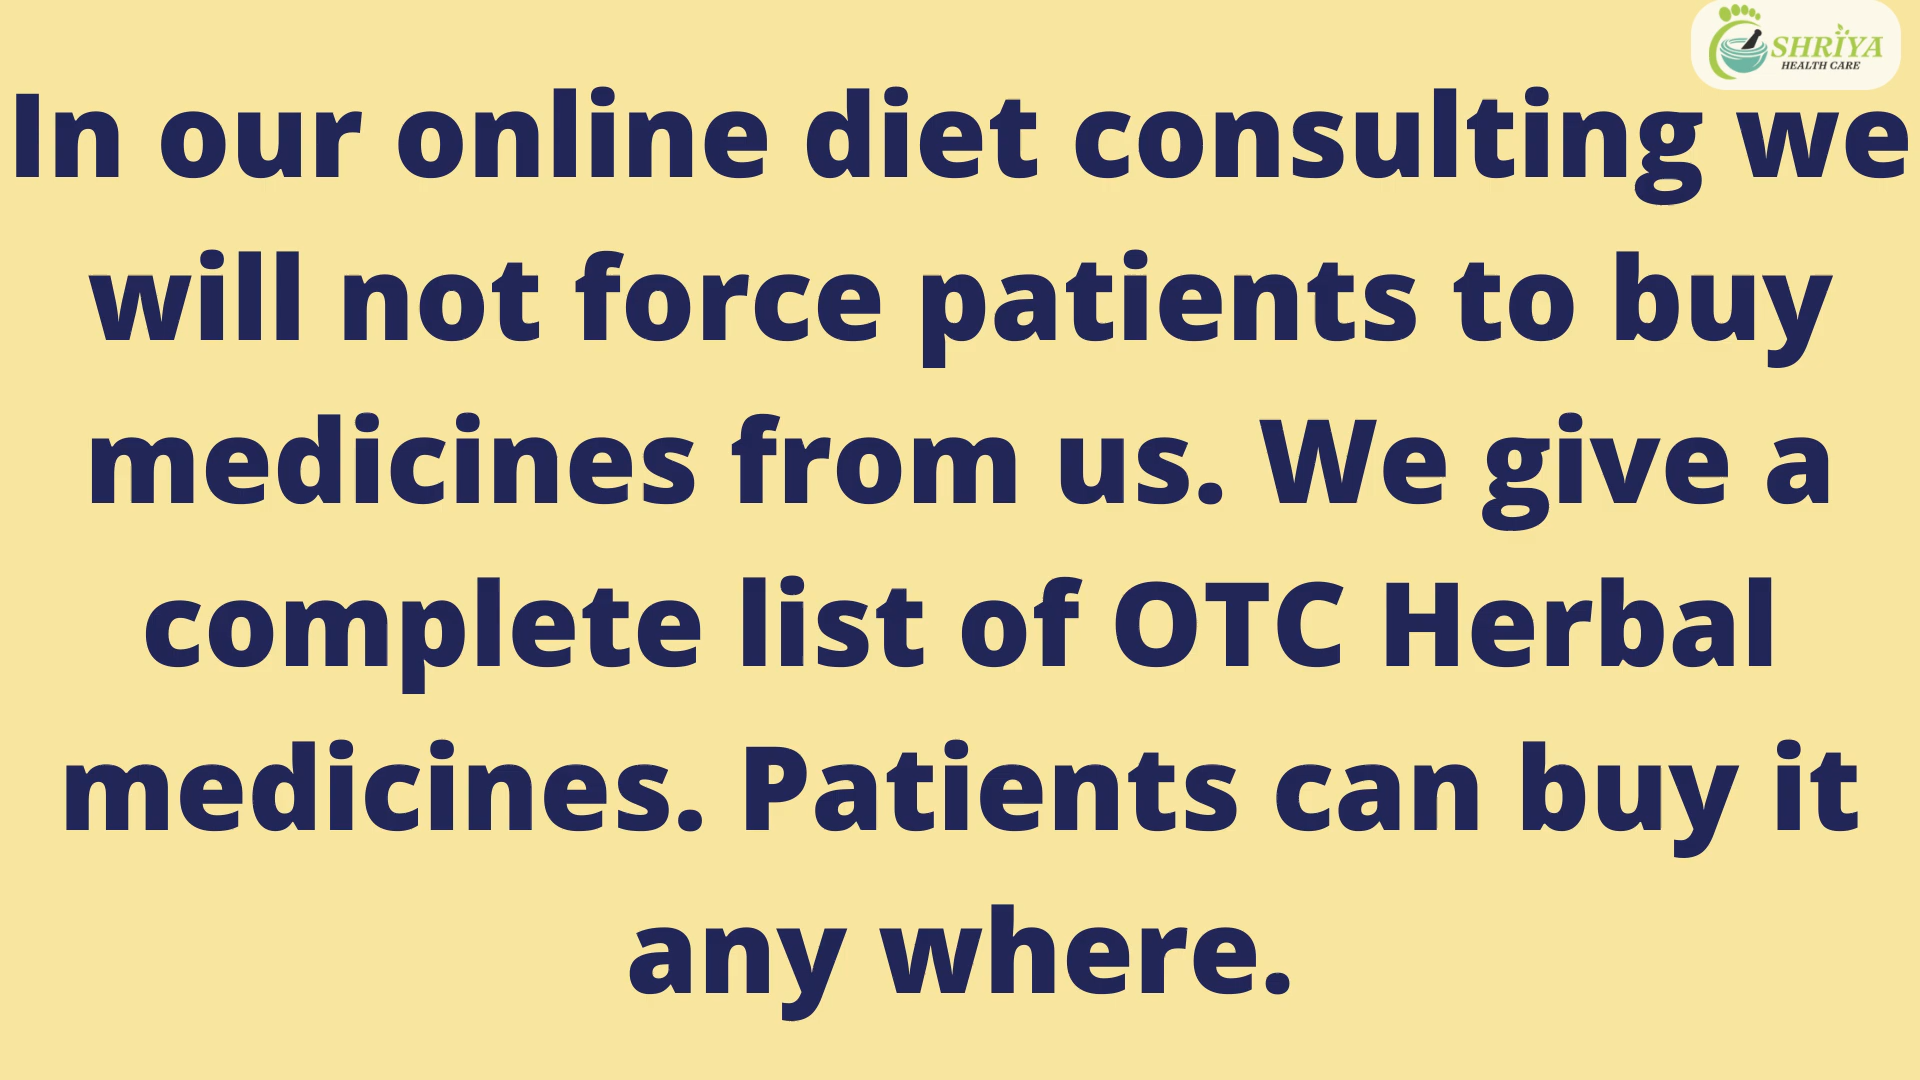 SHRIYA
HEALTH CARE
In our online diet consulting we
will not force patients to buy
medicines from us. We give a
complete list of OTC Herbal
medicines. Patients can buy it
any where.